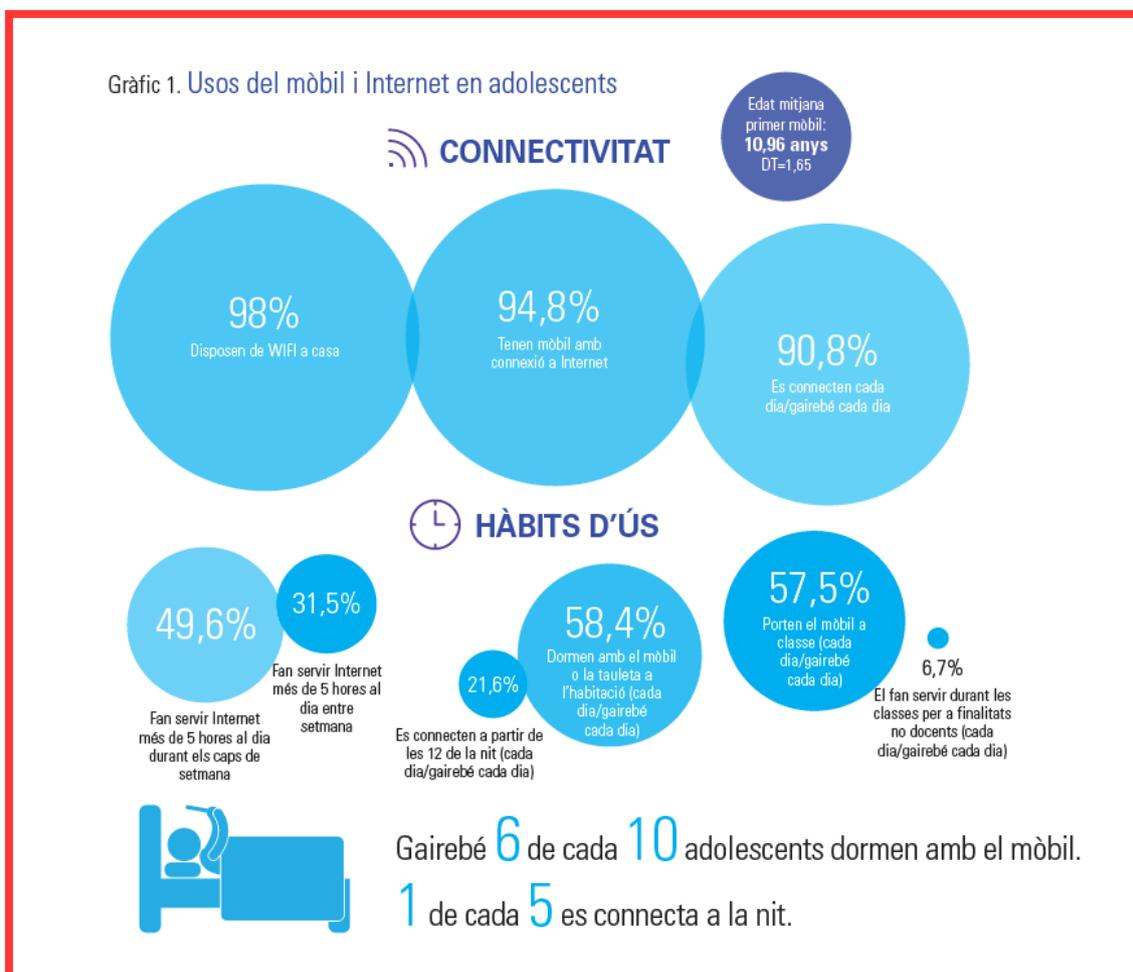 Gràfic 1. Usos del mòbil i Internet en adolescents
Edat mitjana
primer mòbil:
10,96 anys
DT=1,65
CONNECTIVITAT
98%
Disposen de WIFI a casa
94,8%
Tenen mòbil amb
connexió a Internet
90,8%
Es connecten cada
dia/gairebé cada dia
HÀBITS D'ÚS
49,6%
Fan servir Internet
més de 5 hores al dia
durant els caps de
setmana
31,5%
Fan servir Internet
més de 5 hores al
dia entre
setmana
21,6%
Es connecten a partir de
les 12 de la nit (cada
dia/gairebé cada dia)
58,4%
Dormen amb el mòbil
o la tauleta a
l'habitació (cada
dia/gairebé
cada dia)
57,5%
Porten el mòbil a
classe (cada
dia/gairebé
cada dia)
6,7%
El fan servir durant les
classes per a finalitats
no docents (cada
dia/gairebé cada dia)
Gairebé 6 de cada 10 adolescents dormen amb el mòbil.
1 de cada 5 es connecta a la nit.